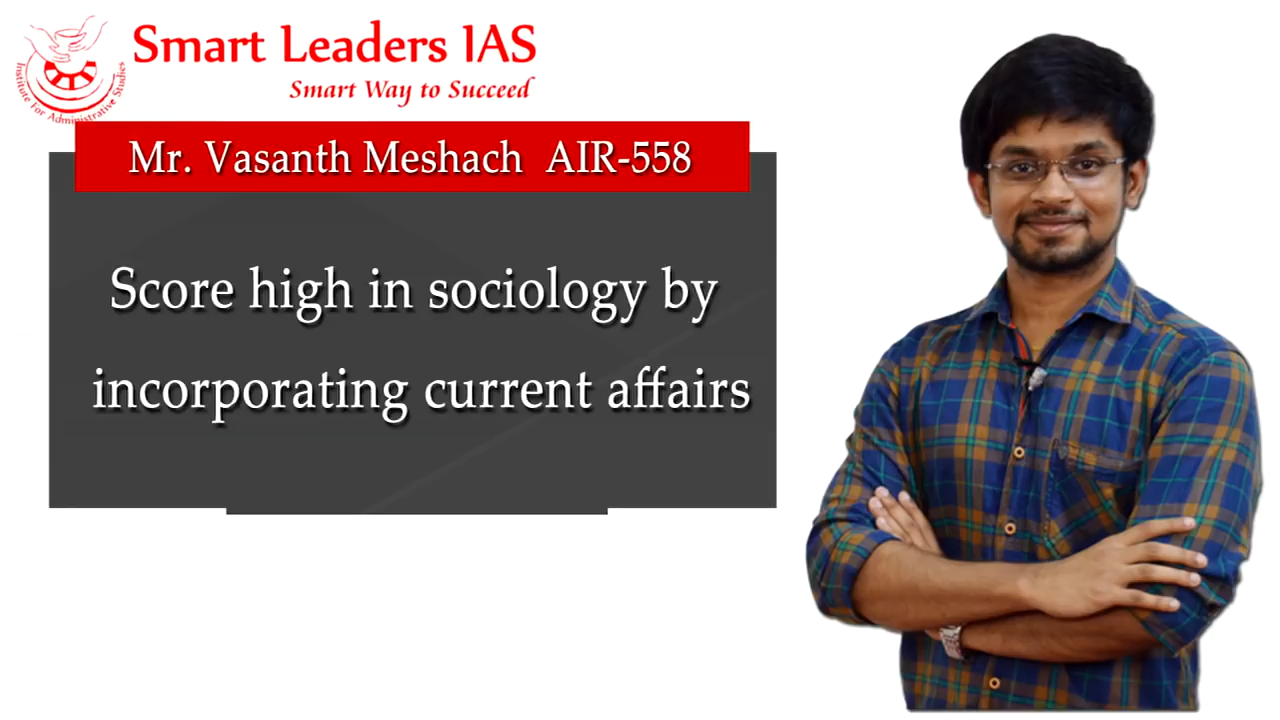 Smart Leaders IAS
Smart Way to Succeed
Institute For Administrative Studies
Mr. Vasanth Meshach AIR-558
Score high in sociology by
incorporating current affairs